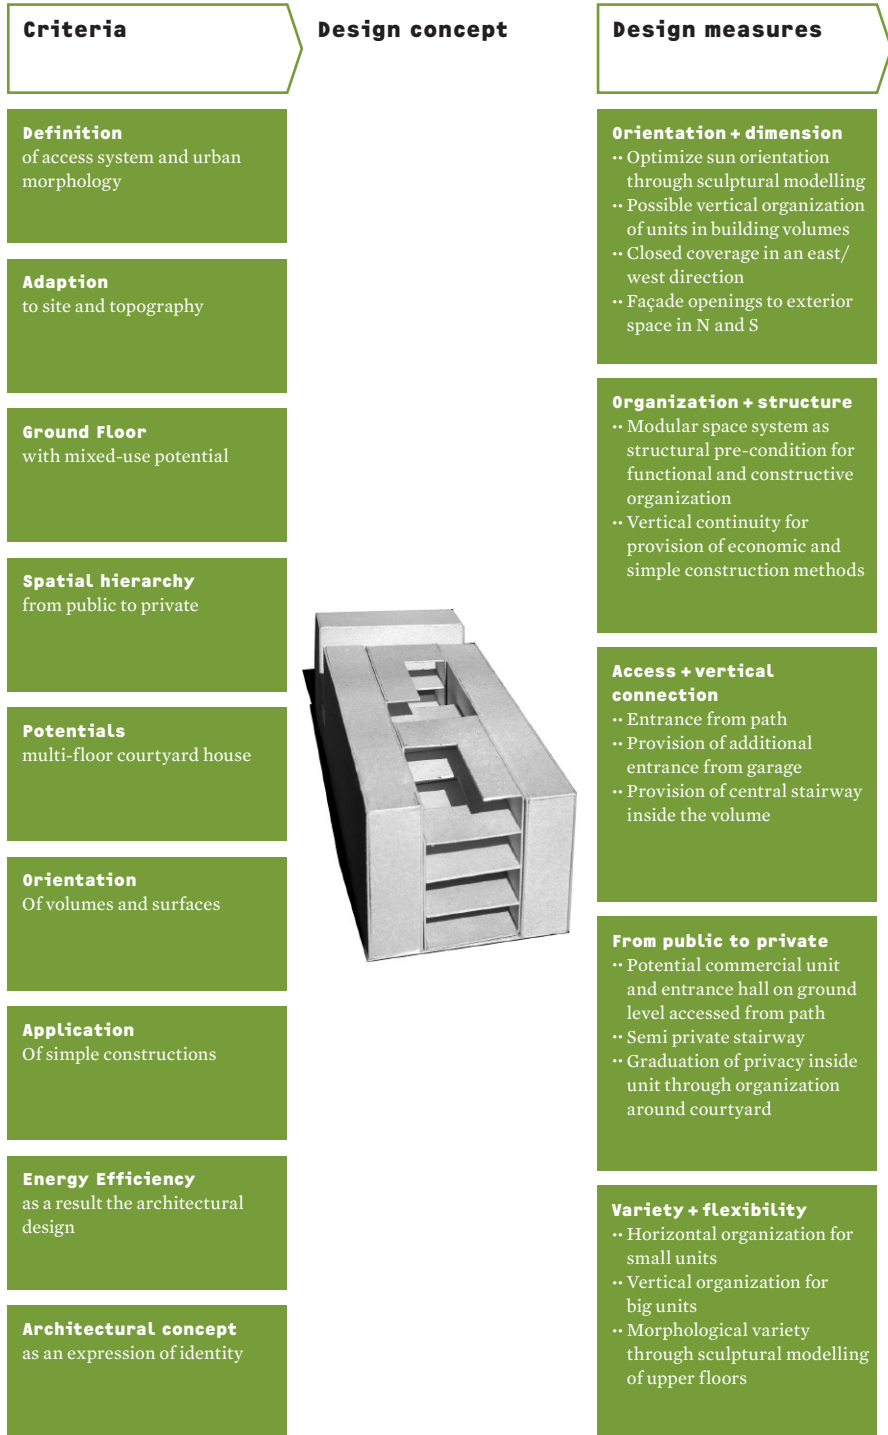 Criteria
Design concept
Design measures
Definition
of access system and urban
morphology
Adaption
to site and topography
Ground Floor
with mixed-use potential
Spatial hierarchy
from public to private
Potentials
multi-floor courtyard house
Orientation
Of volumes and surfaces
Application
Of simple constructions
Energy Efficiency
as a result the architectural
design
Architectural concept
as an expression of identity
Orientation + dimension
•• Optimize sun orientation
through sculptural modelling
•• Possible vertical organization
of units in building volumes
•• Closed coverage in an east/
west direction
•• Façade openings to exterior
space in N and S
Organization + structure
•• Modular space system as
structural pre-condition for
functional and constructive
organization
•• Vertical continuity for
provision of economic and
simple construction methods
Access + vertical
connection
•• Entrance from path
•• Provision of additional
entrance from garage
•• Provision of central stairway
inside the volume
From public to private
•• Potential commercial unit
and entrance hall on ground
level accessed from path
•• Semi private stairway
•• Graduation of privacy inside
unit through organization
around courtyard
Variety + flexibility
•• Horizontal organization for
small units
•• Vertical organization for
big units
•• Morphological variety
through sculptural modelling
of upper floors